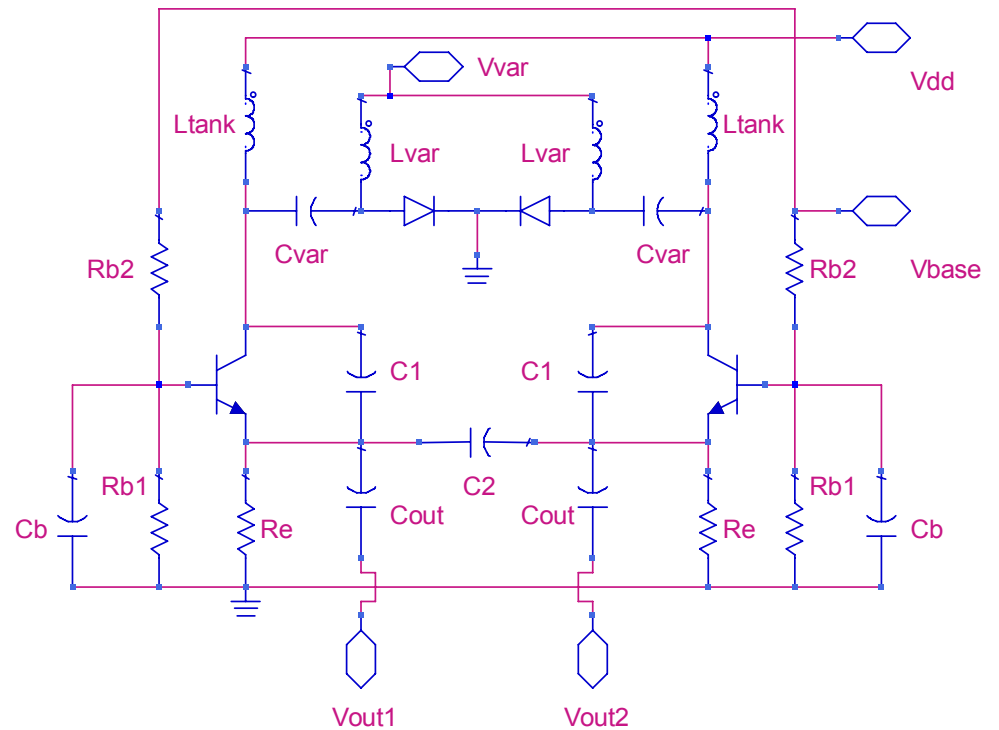 Vvar
Vdd
Ltank
Lvar
Lvar
Ltank
Cvar
Cvar
Rb2
Rb2
Vbase
C1
C1
C2
Rb1
Rb1
Cb
Re
Cout
Cout
Re
Cb
Vout1
Vout2